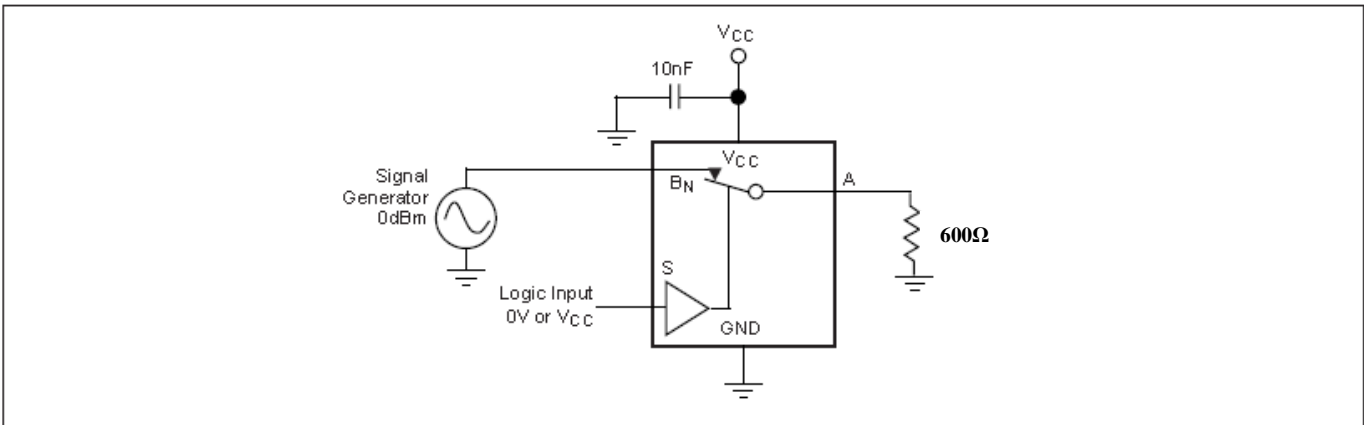 VCC
10nF
VCC
Signal
Generator
0dBm
BN
A
600Ω
S
Logic Input
0V or VCC
GND